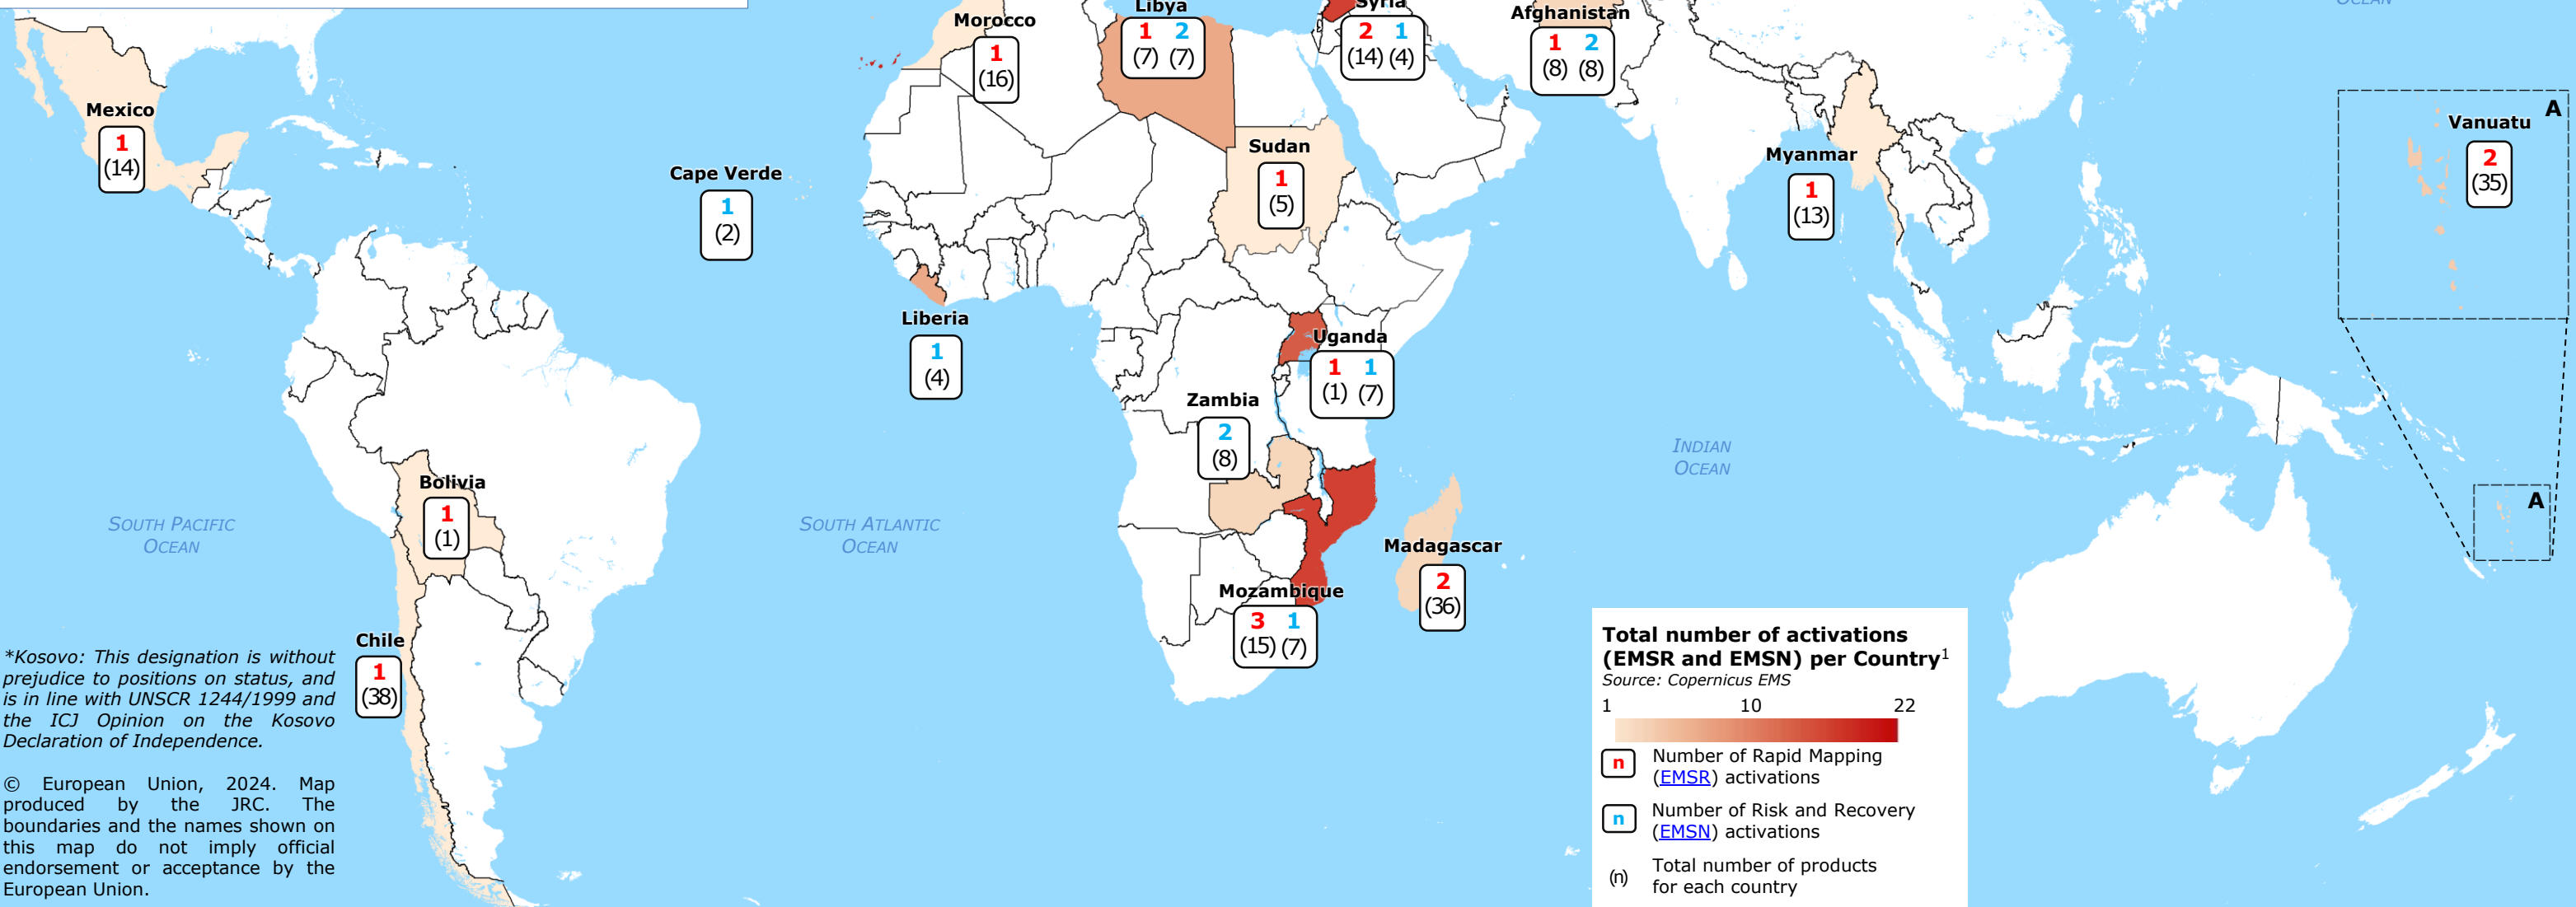 OCEAN
Morocco
1
(16)
Libya
1 2
(7) (7)
Syria
2 1
(14) (4)
Afghanistan
1 2
(8) (8)
Mexico
1
(14)
Cape Verde
1
(2)
Sudan
1
(5)
Myanmar
1
(13)
A
Vanuatu
2
(35)
Liberia
1
(4)
Uganda
1 1
(1) (7)
Zambia
2
(8)
INDIAN
OCEAN
Bolivia
1
(1)
SOUTH PACIFIC
OCEAN
SOUTH ATLANTIC
OCEAN
A
Madagascar
2
(36)
Mozambique
3 1
(15) (7)
Chile
1
(38)
*Kosovo: This designation is without
prejudice to positions on status, and
is in line with UNSCR 1244/1999 and
the ICJ Opinion on the Kosovo
Declaration of Independence.
© European Union, 2024. Map
produced by the JRC. The
boundaries and the names shown on
this map do not imply official
endorsement or acceptance by the
European Union.
Total number of activations
(EMSR and EMSN) per Country1
Source: Copernicus EMS
1 10 22
n Number of Rapid Mapping
(EMSR) activations
n Number of Risk and Recovery
(EMSN) activations
(n) Total number of products
for each country